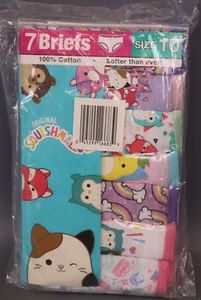 7 Briefs SIZE 10
100% Cotton • Softer than ever!
ORIGINAL
SQUISHMALLOWS